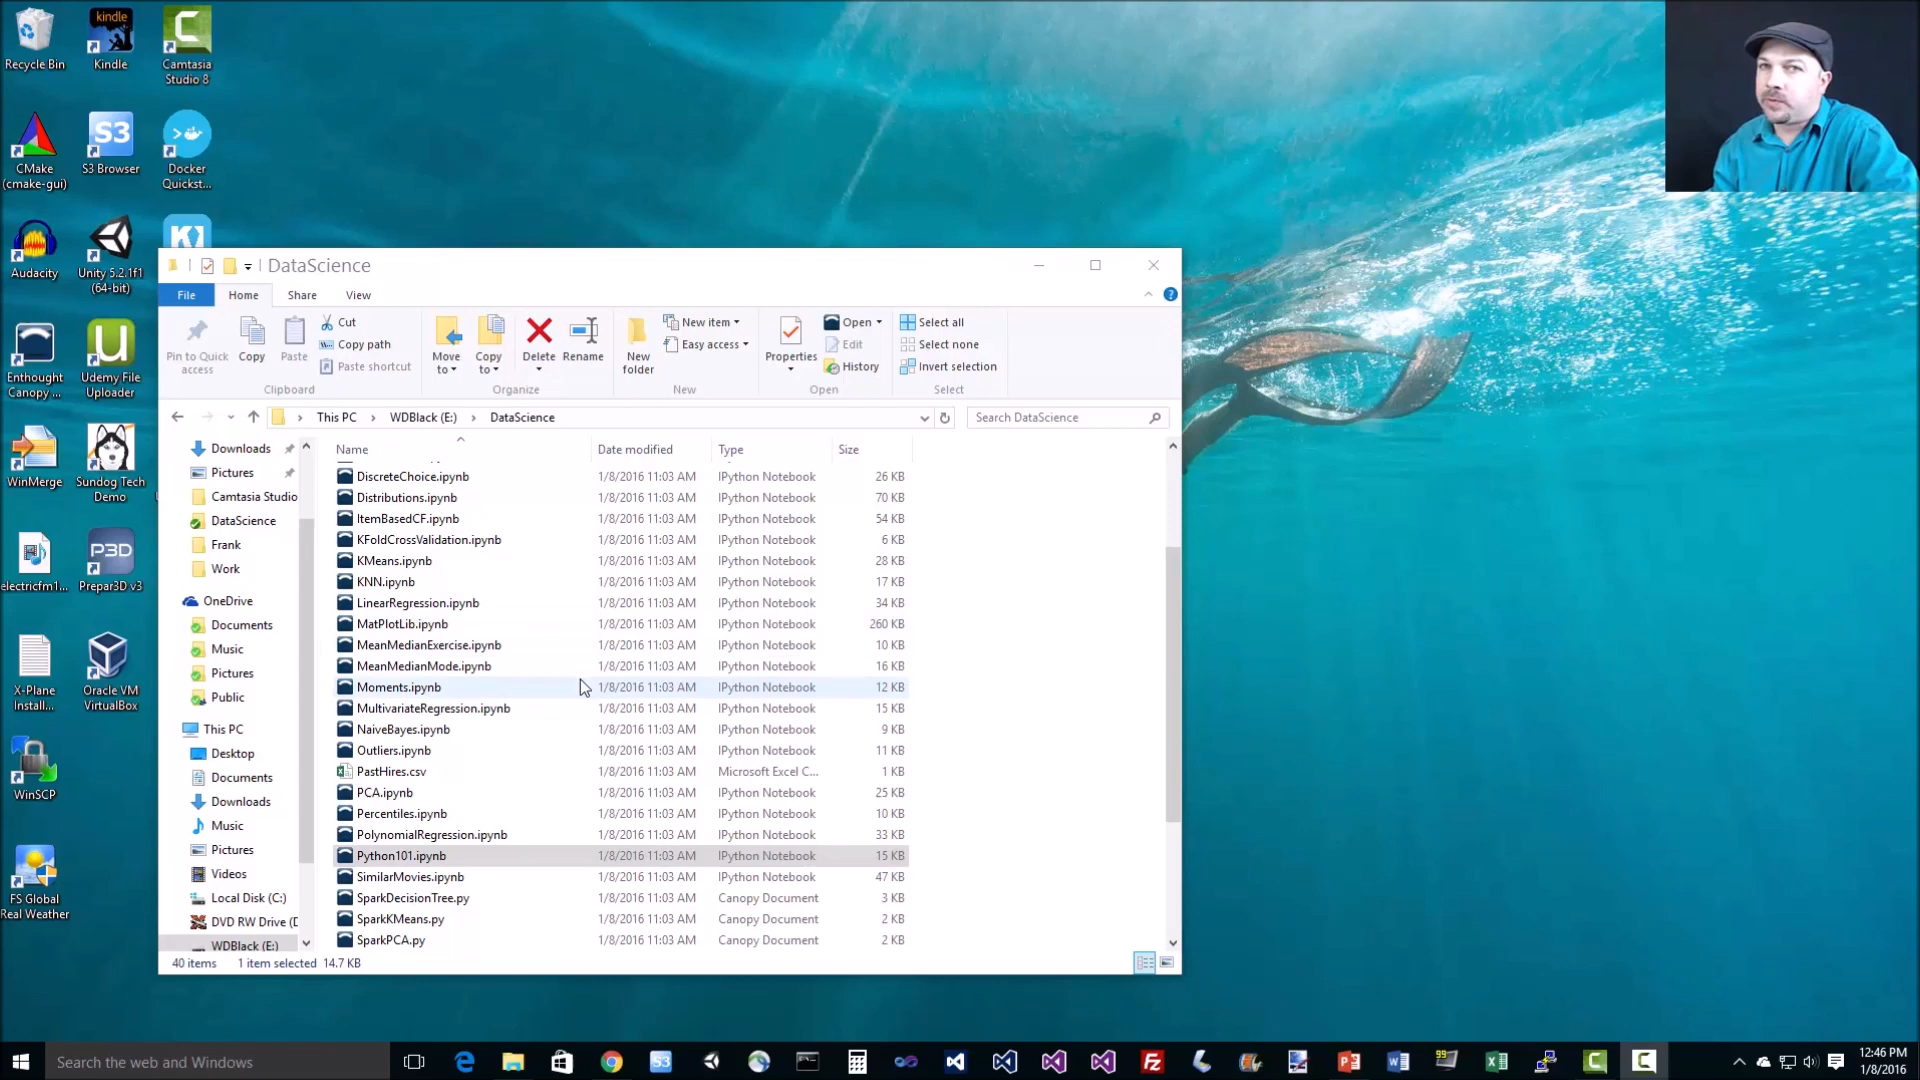 Recycle Bin
Kindle
Camtasia Studio 8
CMake (cmake-gui)
S3 Browser
Docker Quickst...
Audacity
Unity 5.2.1f1 (64-bit)
Enthought Canopy ...
Udemy File Uploader
WinMerge
Sundog Tech Demo
electricfm1...
Prepar3D v3
X-Plane Install...
Oracle VM VirtualBox
WinSCP
FS Global Real Weather
DataScience
File Home Share View
Pin to Quick access
Copy
Paste
Cut
Copy path
Paste shortcut
Clipboard
Move to
Copy to
Delete
Rename
Organize
New folder
New item
Easy access
New
Properties
Open
Edit
History
Open
Select all
Select none
Invert selection
Select
This PC WDBlack (E:) DataScience
Search DataScience
Downloads
Pictures
Camtasia Studio
DataScience
Frank
Work
OneDrive
Documents
Music
Pictures
Public
This PC
Desktop
Documents
Downloads
Music
Pictures
Videos
Local Disk (C:)
DVD RW Drive (D
WDBlack (E:)
Name Date modified Type Size
DiscreteChoice.ipynb 1/8/2016 11:03 AM IPython Notebook 26 KB
Distributions.ipynb 1/8/2016 11:03 AM IPython Notebook 70 KB
ItemBasedCF.ipynb 1/8/2016 11:03 AM IPython Notebook 54 KB
KFoldCrossValidation.ipynb 1/8/2016 11:03 AM IPython Notebook 6 KB
KMeans.ipynb 1/8/2016 11:03 AM IPython Notebook 28 KB
KNN.ipynb 1/8/2016 11:03 AM IPython Notebook 17 KB
LinearRegression.ipynb 1/8/2016 11:03 AM IPython Notebook 34 KB
MatPlotLib.ipynb 1/8/2016 11:03 AM IPython Notebook 260 KB
MeanMedianExercise.ipynb 1/8/2016 11:03 AM IPython Notebook 10 KB
MeanMedianMode.ipynb 1/8/2016 11:03 AM IPython Notebook 16 KB
Moments.ipynb 1/8/2016 11:03 AM IPython Notebook 12 KB
MultivariateRegression.ipynb 1/8/2016 11:03 AM IPython Notebook 15 KB
NaiveBayes.ipynb 1/8/2016 11:03 AM IPython Notebook 9 KB
Outliers.ipynb 1/8/2016 11:03 AM IPython Notebook 11 KB
PastHires.csv 1/8/2016 11:03 AM Microsoft Excel C... 1 KB
PCA.ipynb 1/8/2016 11:03 AM IPython Notebook 25 KB
Percentiles.ipynb 1/8/2016 11:03 AM IPython Notebook 10 KB
PolynomialRegression.ipynb 1/8/2016 11:03 AM IPython Notebook 33 KB
Python101.ipynb 1/8/2016 11:03 AM IPython Notebook 15 KB
SimilarMovies.ipynb 1/8/2016 11:03 AM IPython Notebook 47 KB
SparkDecisionTree.py 1/8/2016 11:03 AM Canopy Document 3 KB
SparkKMeans.py 1/8/2016 11:03 AM Canopy Document 2 KB
SparkPCA.py 1/8/2016 11:03 AM Canopy Document 2 KB
40 items 1 item selected 14.7 KB
Search the web and Windows
12:46 PM
1/8/2016